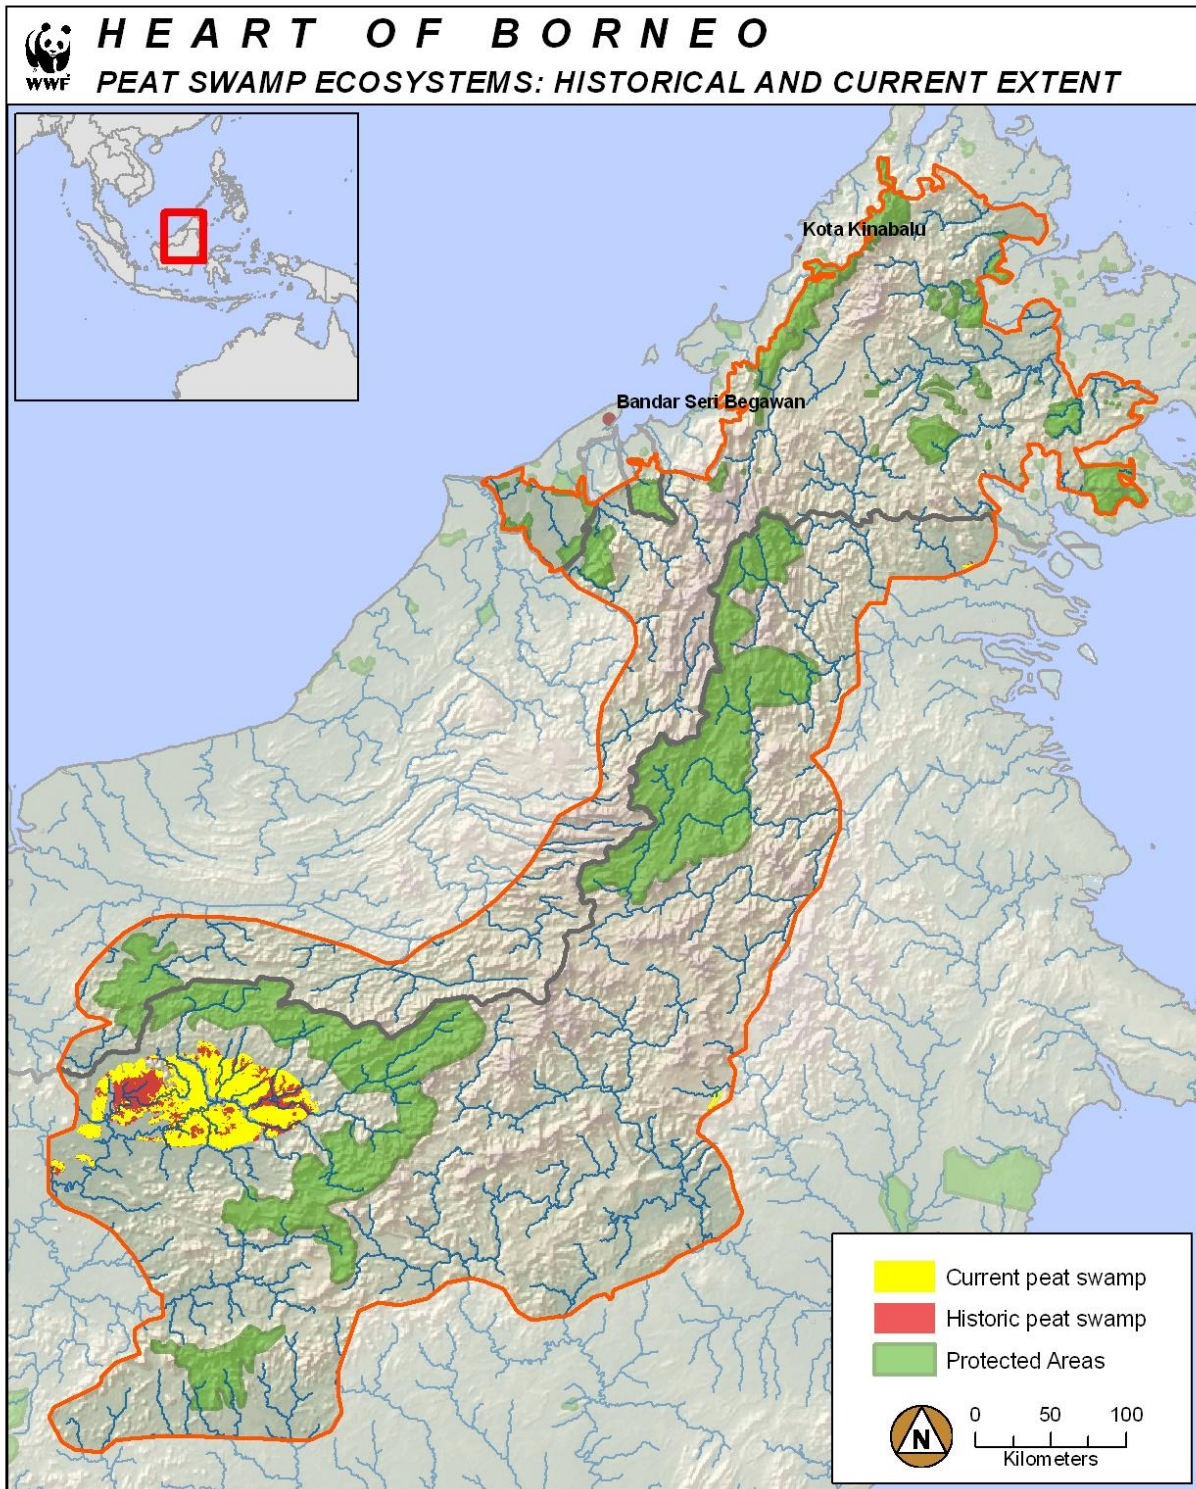 HEART OF BORNEO
WWF
PEAT SWAMP ECOSYSTEMS: HISTORICAL AND CURRENT EXTENT
Kota Kinabalu
Bandar Seri Begawan
Current peat swamp
Historic peat swamp
Protected Areas
N
0 50 100
Kilometers